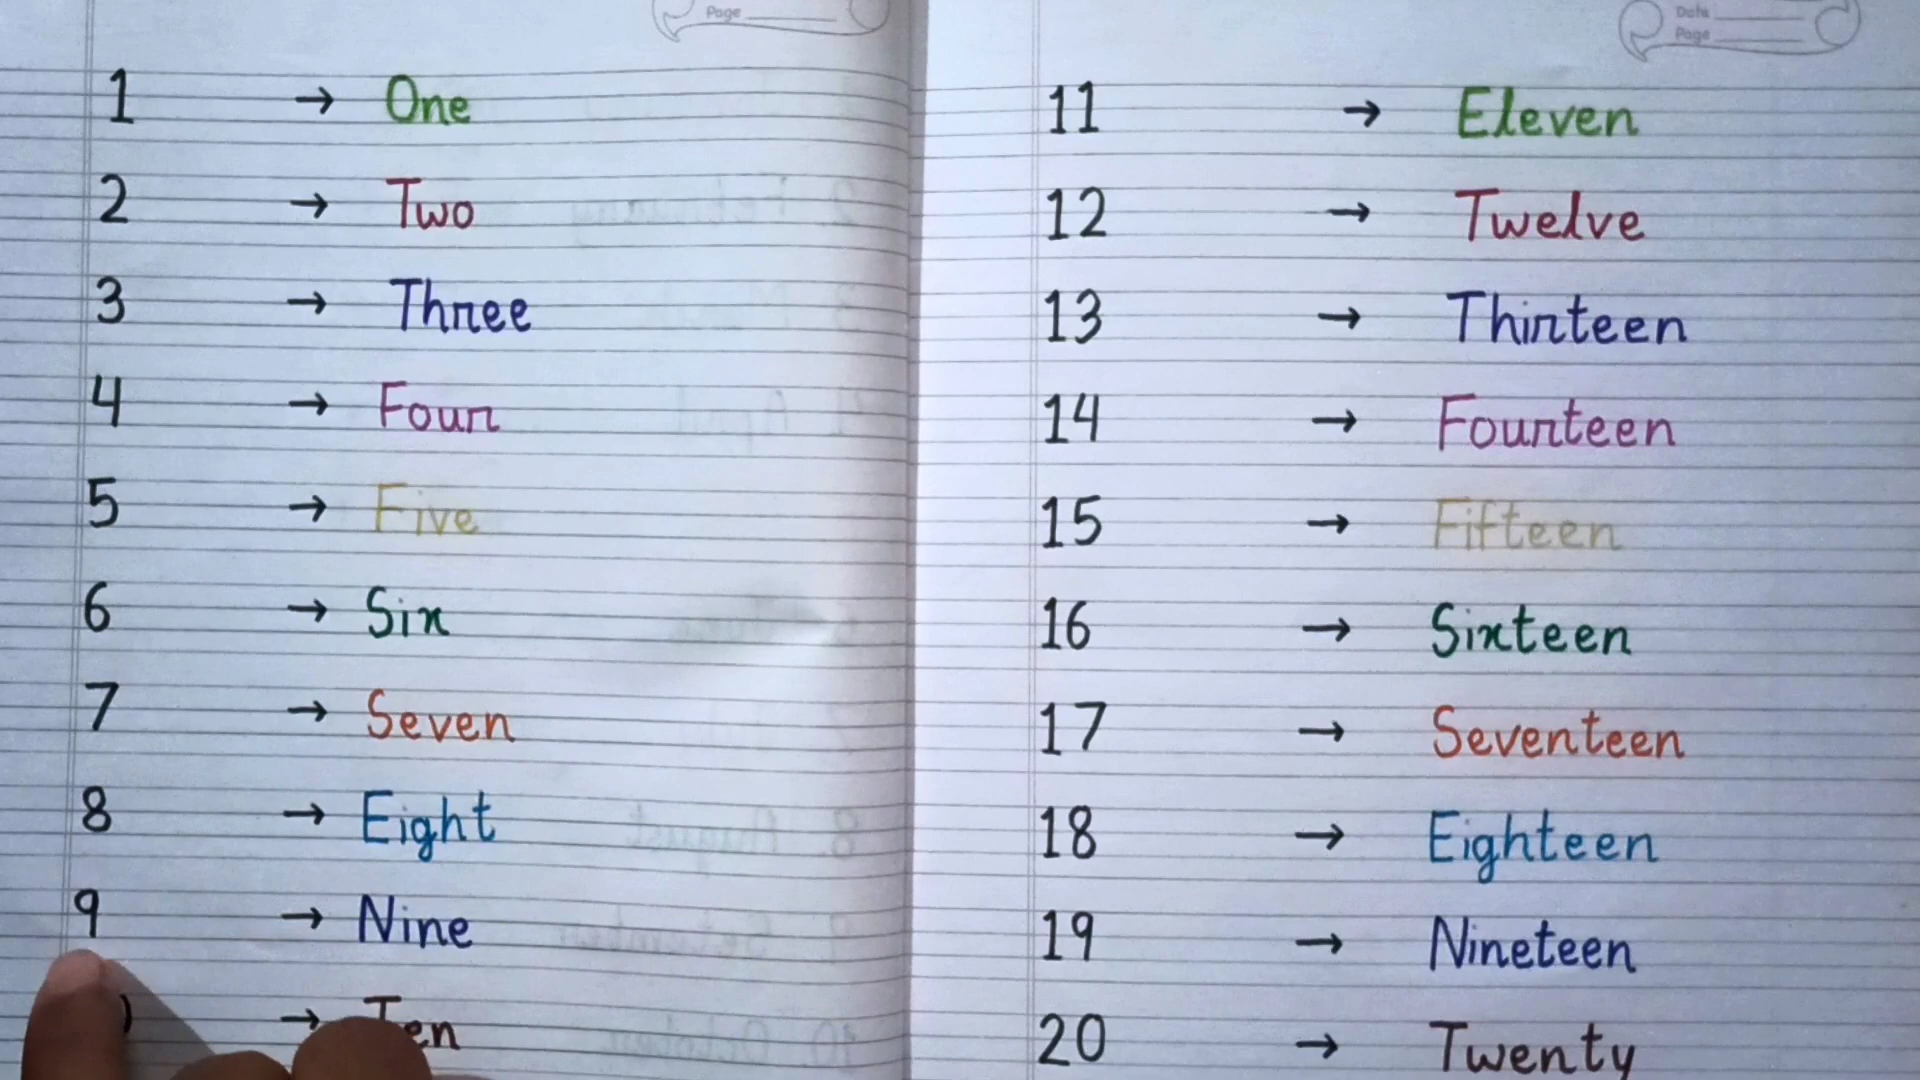 Page
1 → One
2 → Two
3 → Three
4 → Four
5 → Five
6 → Six
7 → Seven
8 → Eight
9 → Nine
→ Ten
Date
Page
11 → Eleven
12 → Twelve
13 → Thirteen
14 → Fourteen
15 → Fifteen
16 → Sixteen
17 → Seventeen
18 → Eighteen
19 → Nineteen
20 → Twenty